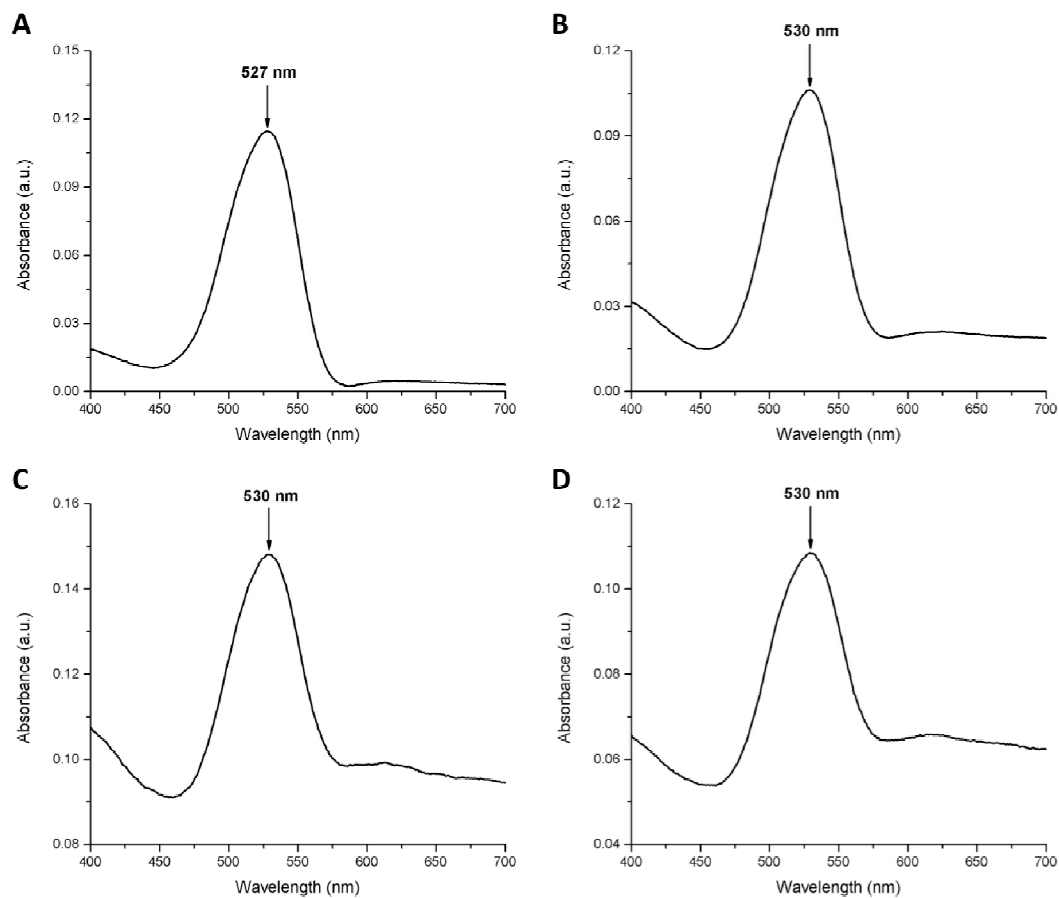 A
527 nm
0.15
0.12
0.09
0.06
0.03
0.00
Absorbance (a.u.)
400 450 500 550 600 650 700
Wavelength (nm)
B
530 nm
0.12
0.09
0.06
0.03
0.00
Absorbance (a.u.)
400 450 500 550 600 650 700
Wavelength (nm)
C
530 nm
0.16
0.14
0.12
0.10
0.08
Absorbance (a.u.)
400 450 500 550 600 650 700
Wavelength (nm)
D
530 nm
0.12
0.10
0.08
0.06
0.04
Absorbance (a.u.)
400 450 500 550 600 650 700
Wavelength (nm)